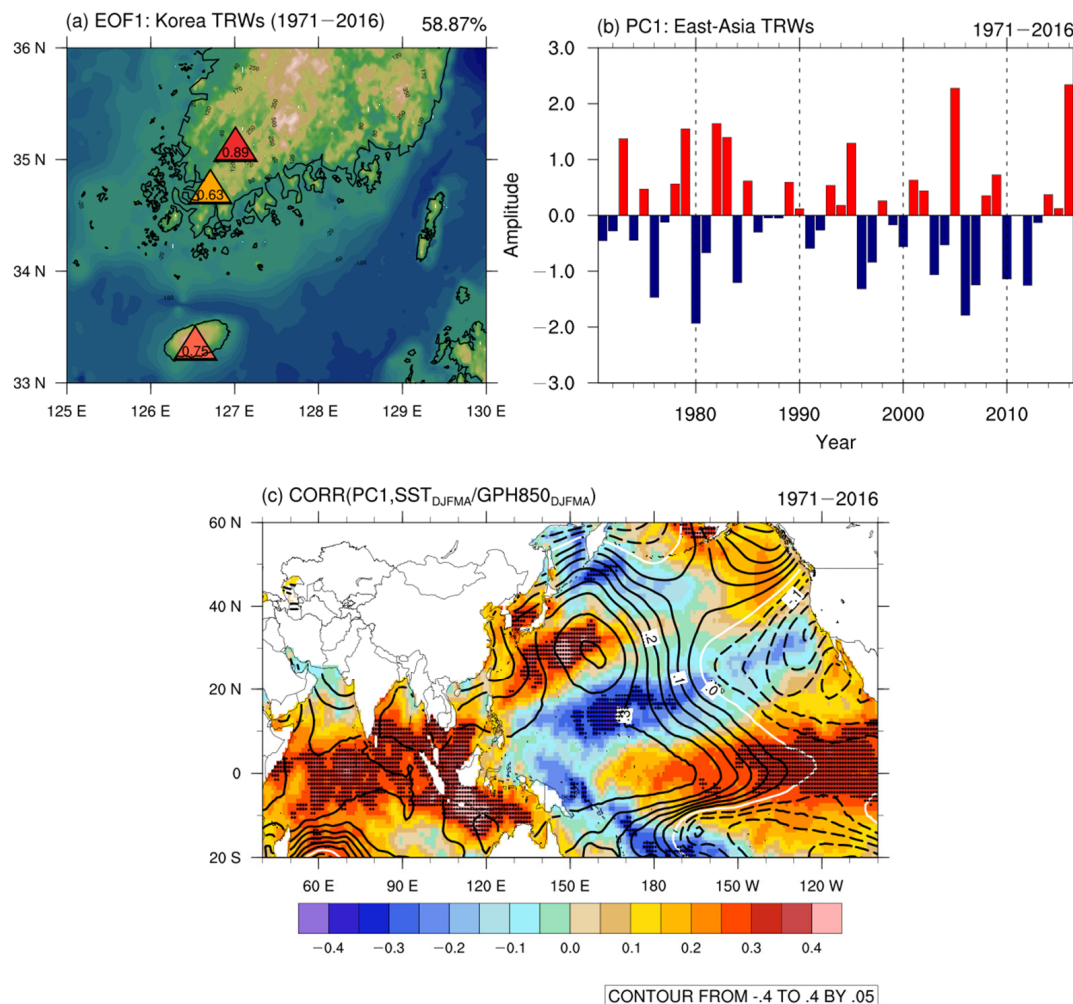 (a) EOF1: Korea TRWs (1971−2016) 58.87%
36 N
35 N
34 N
33 N
0.89
0.63
0.75
125 E 126 E 127 E 128 E 129 E 130 E
(b) PC1: East-Asia TRWs 1971−2016
3.0
2.0
1.0
0.0
−1.0
−2.0
−3.0
Amplitude
1980 1990 2000 2010
Year
(c) CORR(PC1,SST_DJFMA/GPH850_DJFMA) 1971−2016
60 N
40 N
20 N
0
20 S
.2
.1
0
-.1
.3
60 E 90 E 120 E 150 E 180 150 W 120 W
−0.4 −0.3 −0.2 −0.1 0.0 0.1 0.2 0.3 0.4
CONTOUR FROM -.4 TO .4 BY .05